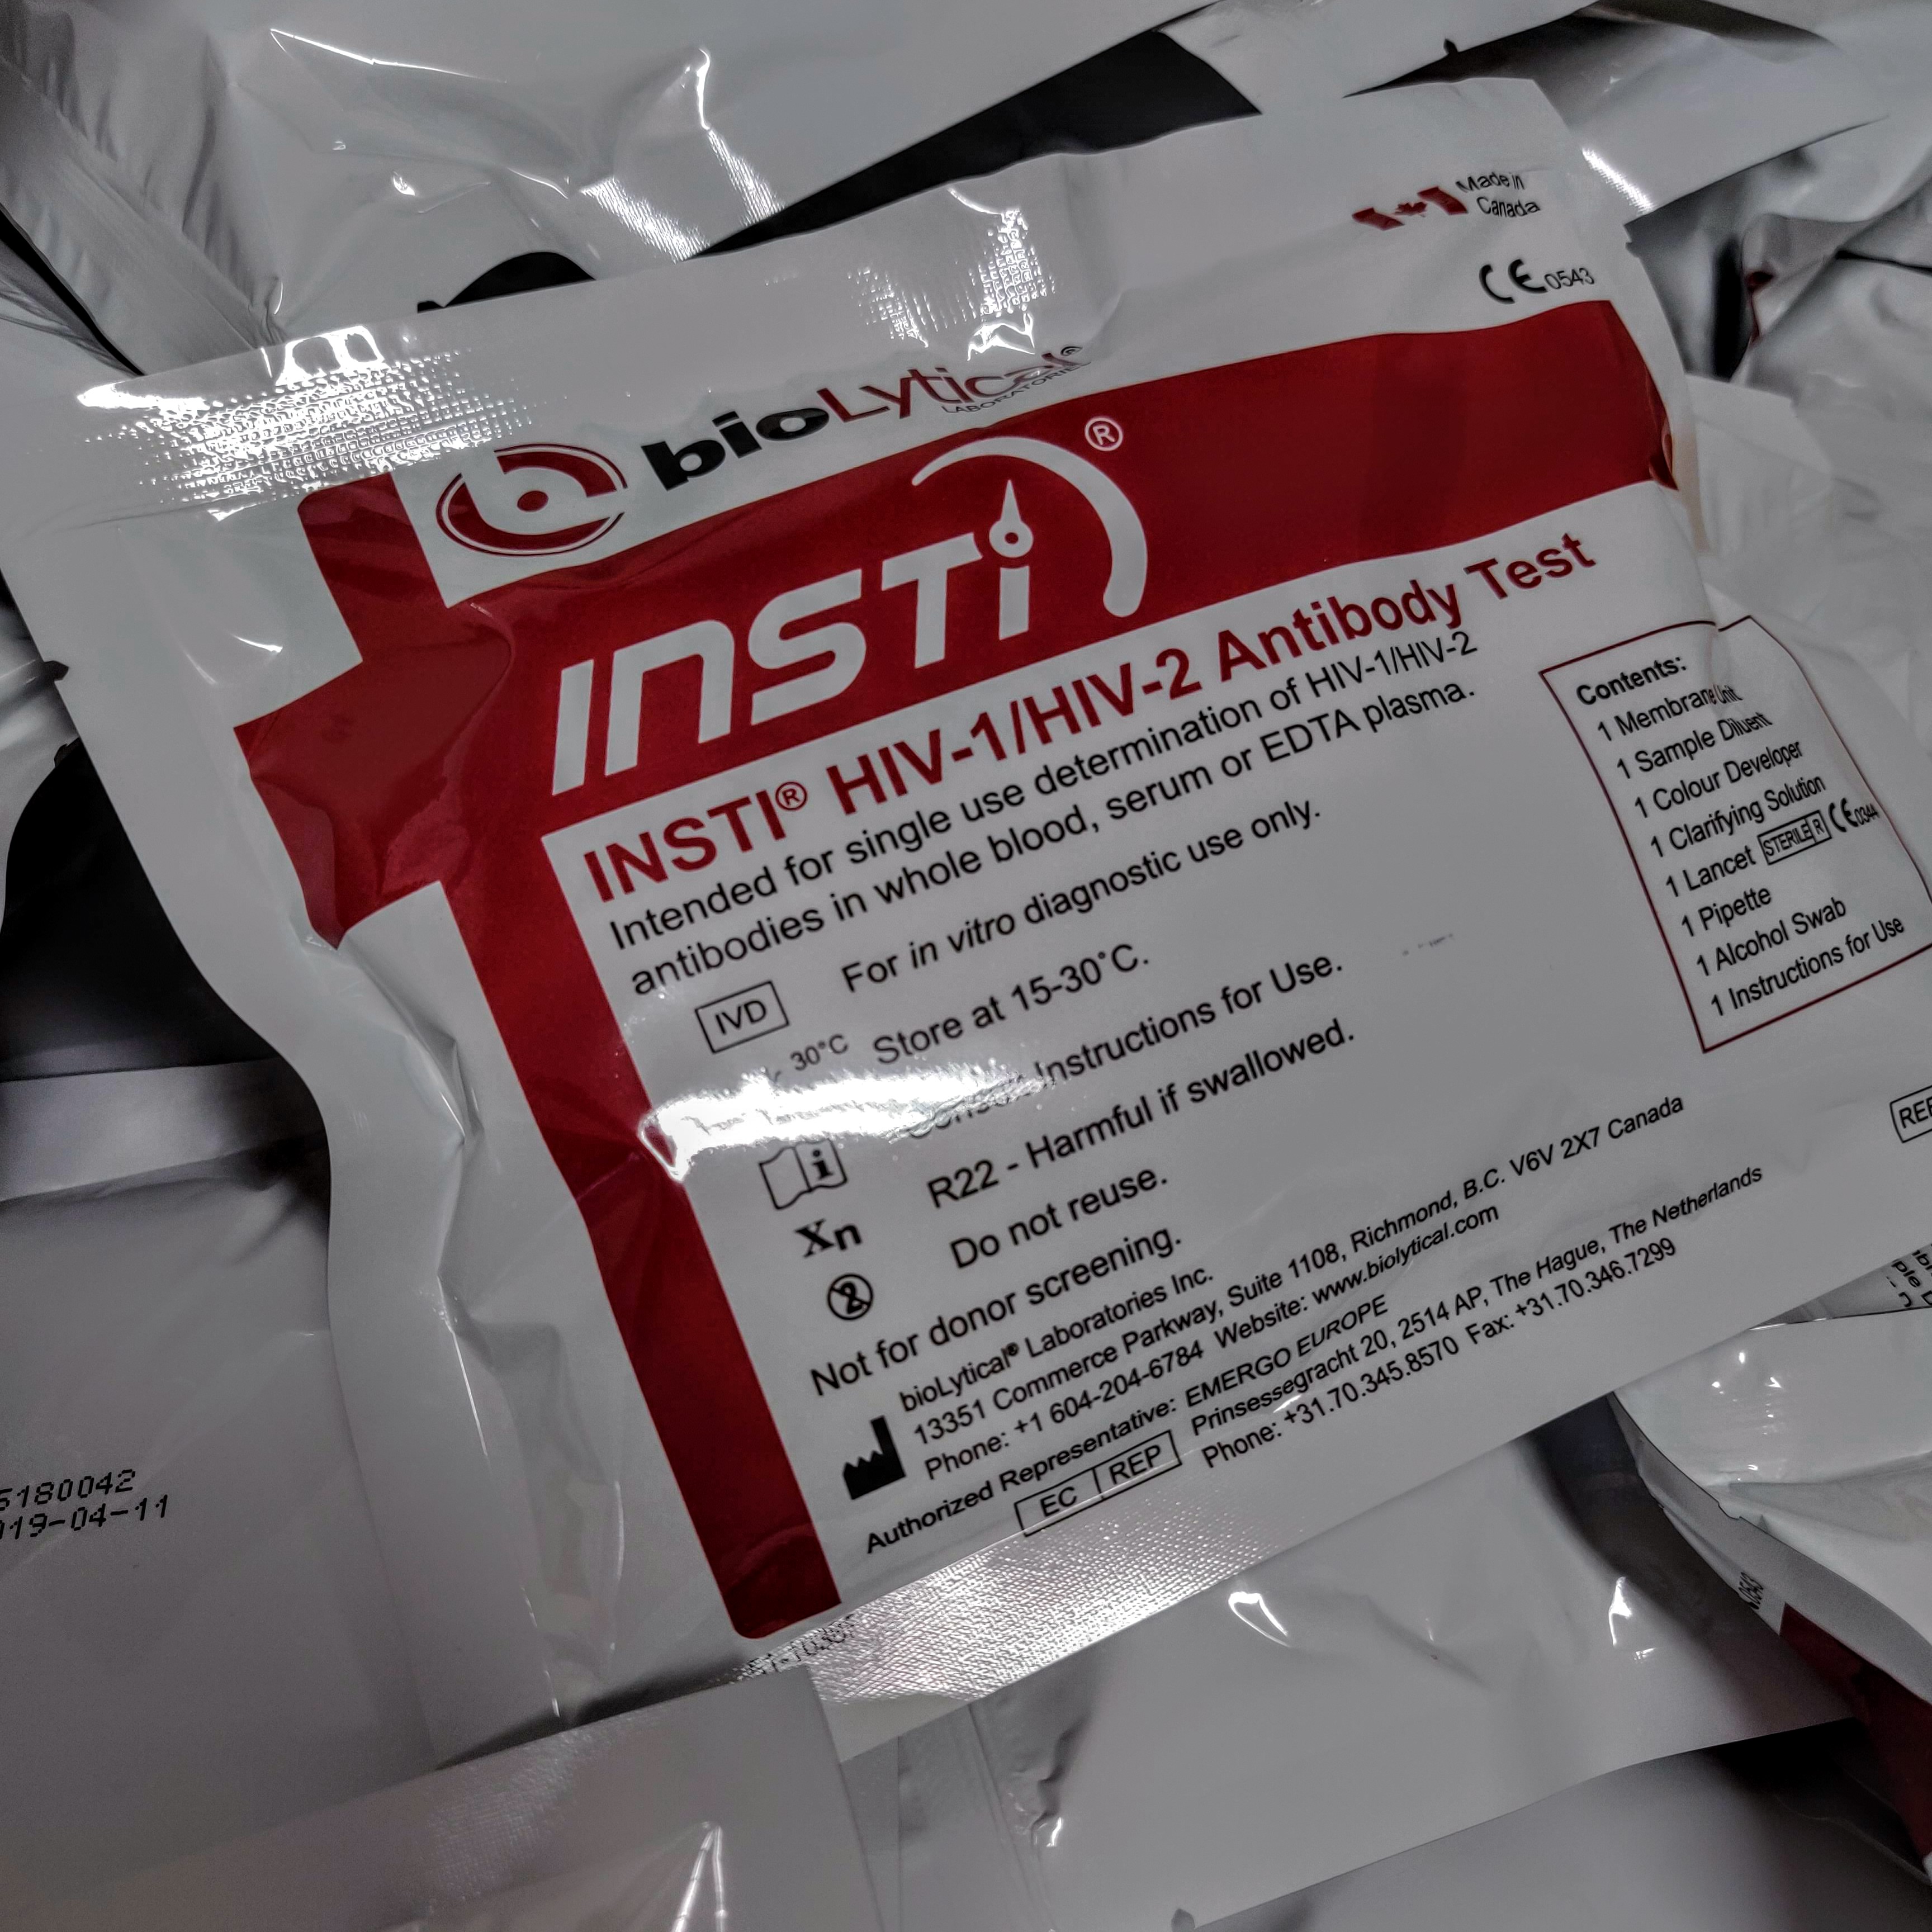 Made in
Canada
CE 0543
bioLytical®
LABORATORIES
INSTI®
INSTI® HIV-1/HIV-2 Antibody Test
Intended for single use determination of HIV-1/HIV-2
antibodies in whole blood, serum or EDTA plasma.
IVD For in vitro diagnostic use only.
30°C Store at 15-30°C.
Consult Instructions for Use.
Xn R22 - Harmful if swallowed.
2 Do not reuse.
Not for donor screening.
bioLytical® Laboratories Inc.
13351 Commerce Parkway, Suite 1108, Richmond, B.C. V6V 2X7 Canada
Phone: +1 604-204-6784 Website: www.biolytical.com
Authorized Representative: EMERGO EUROPE
EC REP Prinsessegracht 20, 2514 AP, The Hague, The Netherlands
Phone: +31.70.345.8570 Fax: +31.70.346.7299
Contents:
1 Membrane Unit
1 Sample Diluent
1 Colour Developer
1 Clarifying Solution
1 Lancet STERILE R CE 0344
1 Pipette
1 Alcohol Swab
1 Instructions for Use
5180042
19-04-11